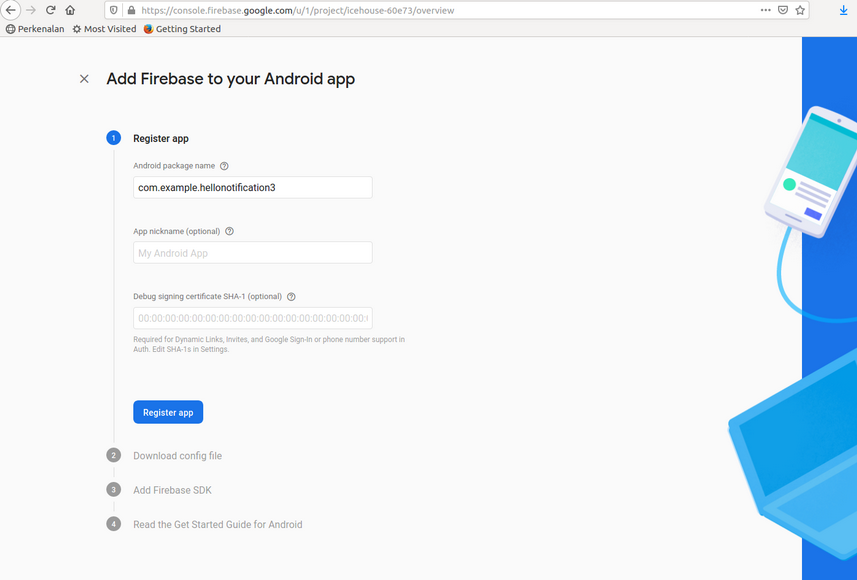 https://console.firebase.google.com/u/1/project/icehouse-60e73/overview
Perkenalan Most Visited Getting Started
Add Firebase to your Android app
1 Register app
Android package name
com.example.hellonotification3
App nickname (optional)
My Android App
Debug signing certificate SHA-1 (optional)
00:00:00:00:00:00:00:00:00:00:00:00:00:00:00:00:00:
Required for Dynamic Links, Invites, and Google Sign-In or phone number support in
Auth. Edit SHA-1s in Settings.
Register app
2 Download config file
3 Add Firebase SDK
4 Read the Get Started Guide for Android